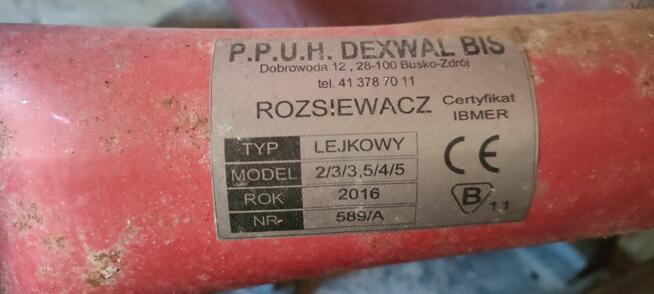 P.P.U.H. DEXWAL BIS
Dobrowoda 12 , 28-100 Busko-Zdrój
tel. 41 378 70 11
ROZSIEWACZ Certyfikat IBMER
TYP LEJKOWY
MODEL 2/3/3,5/4/5
ROK 2016
NR 589/A
CE
B 11